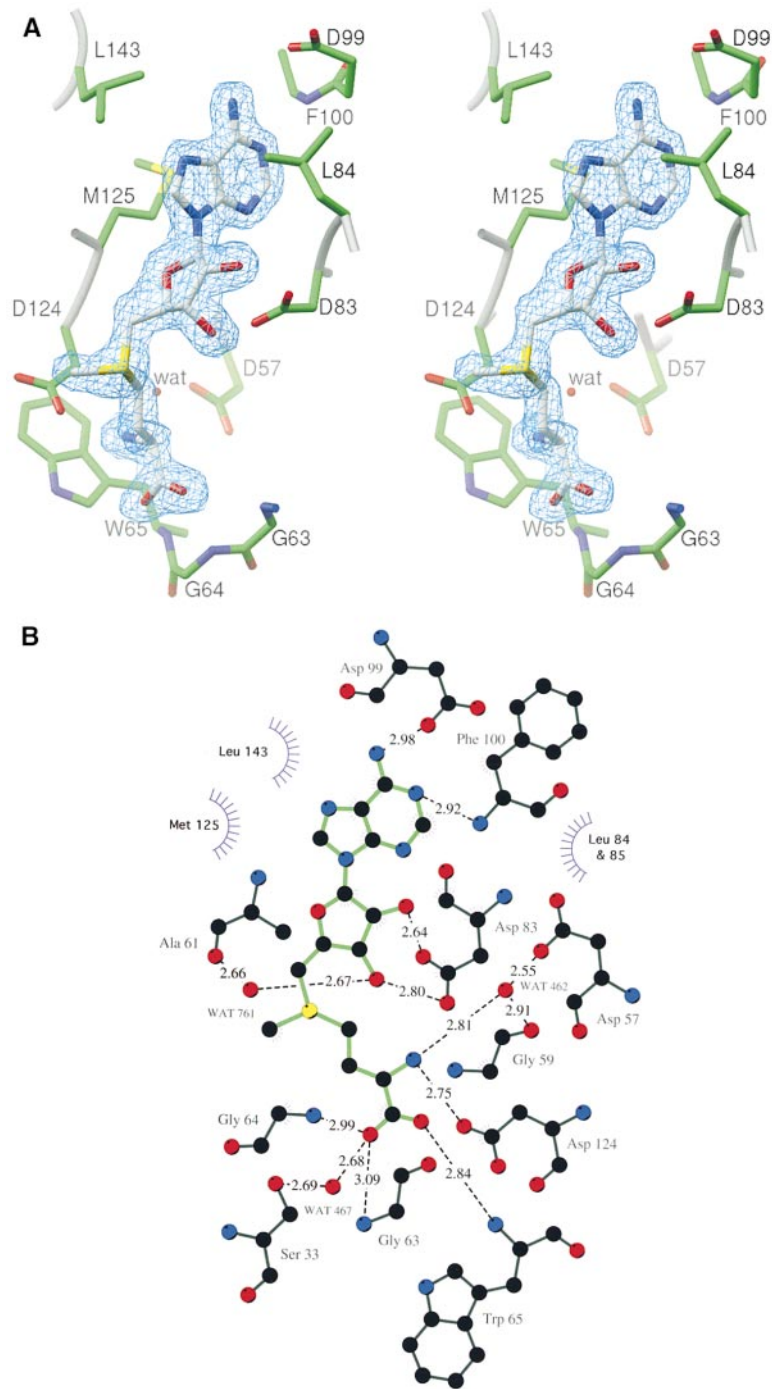 A
L143
D99
F100
L84
M125
D124
D83
D57
wat
W65
G63
G64
L143
D99
F100
L84
M125
D124
D83
D57
wat
W65
G63
G64
B
Asp 99
Leu 143
2.98
Phe 100
Met 125
2.92
Leu 84
& 85
Ala 61
2.64
Asp 83
2.66
2.67
2.80
2.55
WAT 462
WAT 761
2.81
2.91
Asp 57
Gly 59
2.75
Gly 64
2.99
Asp 124
2.68
2.84
2.69
3.09
WAT 467
Gly 63
Ser 33
Trp 65